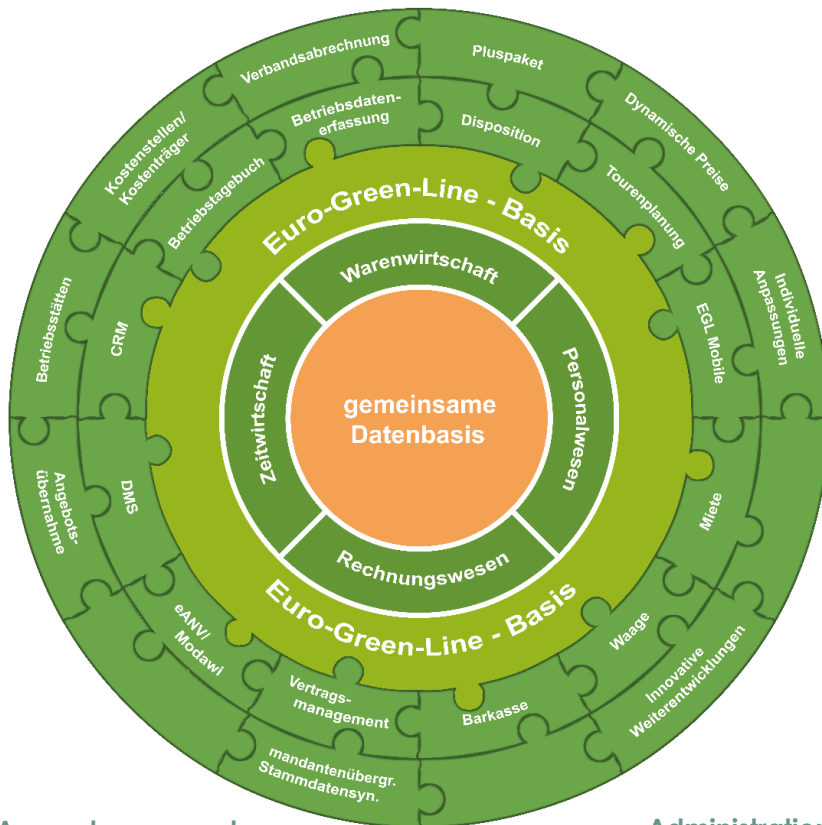 Verbandsabrechnung
Pluspaket
Dynamische Preise
Individuelle
Anpassungen
Innovative
Weiterentwicklungen
mandantenübergr.
Stammdatensyn.
Angebots-
übernahme
Betriebsstätten
Kostenstellen/
Kostenträger
Betriebsdaten-
erfassung
Disposition
Tourenplanung
EGL Mobile
Miete
Waage
Barkasse
Vertrags-
management
eANV/
Modawi
DMS
CRM
Betriebstagebuch
Euro-Green-Line - Basis
Warenwirtschaft
Personalwesen
Rechnungswesen
Zeitwirtschaft
gemeinsame
Datenbasis
Euro-Green-Line - Basis